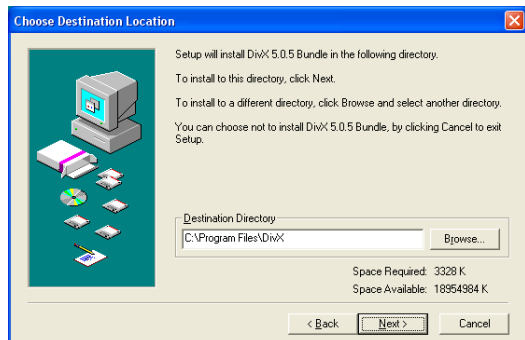 Choose Destination Location
Setup will install DivX 5.0.5 Bundle in the following directory.
To install to this directory, click Next.
To install to a different directory, click Browse and select another directory.
You can choose not to install DivX 5.0.5 Bundle, by clicking Cancel to exit
Setup.
Destination Directory
C:\Program Files\DivX
Browse...
Space Required: 3328 K
Space Available: 18954984 K
< Back
Next >
Cancel